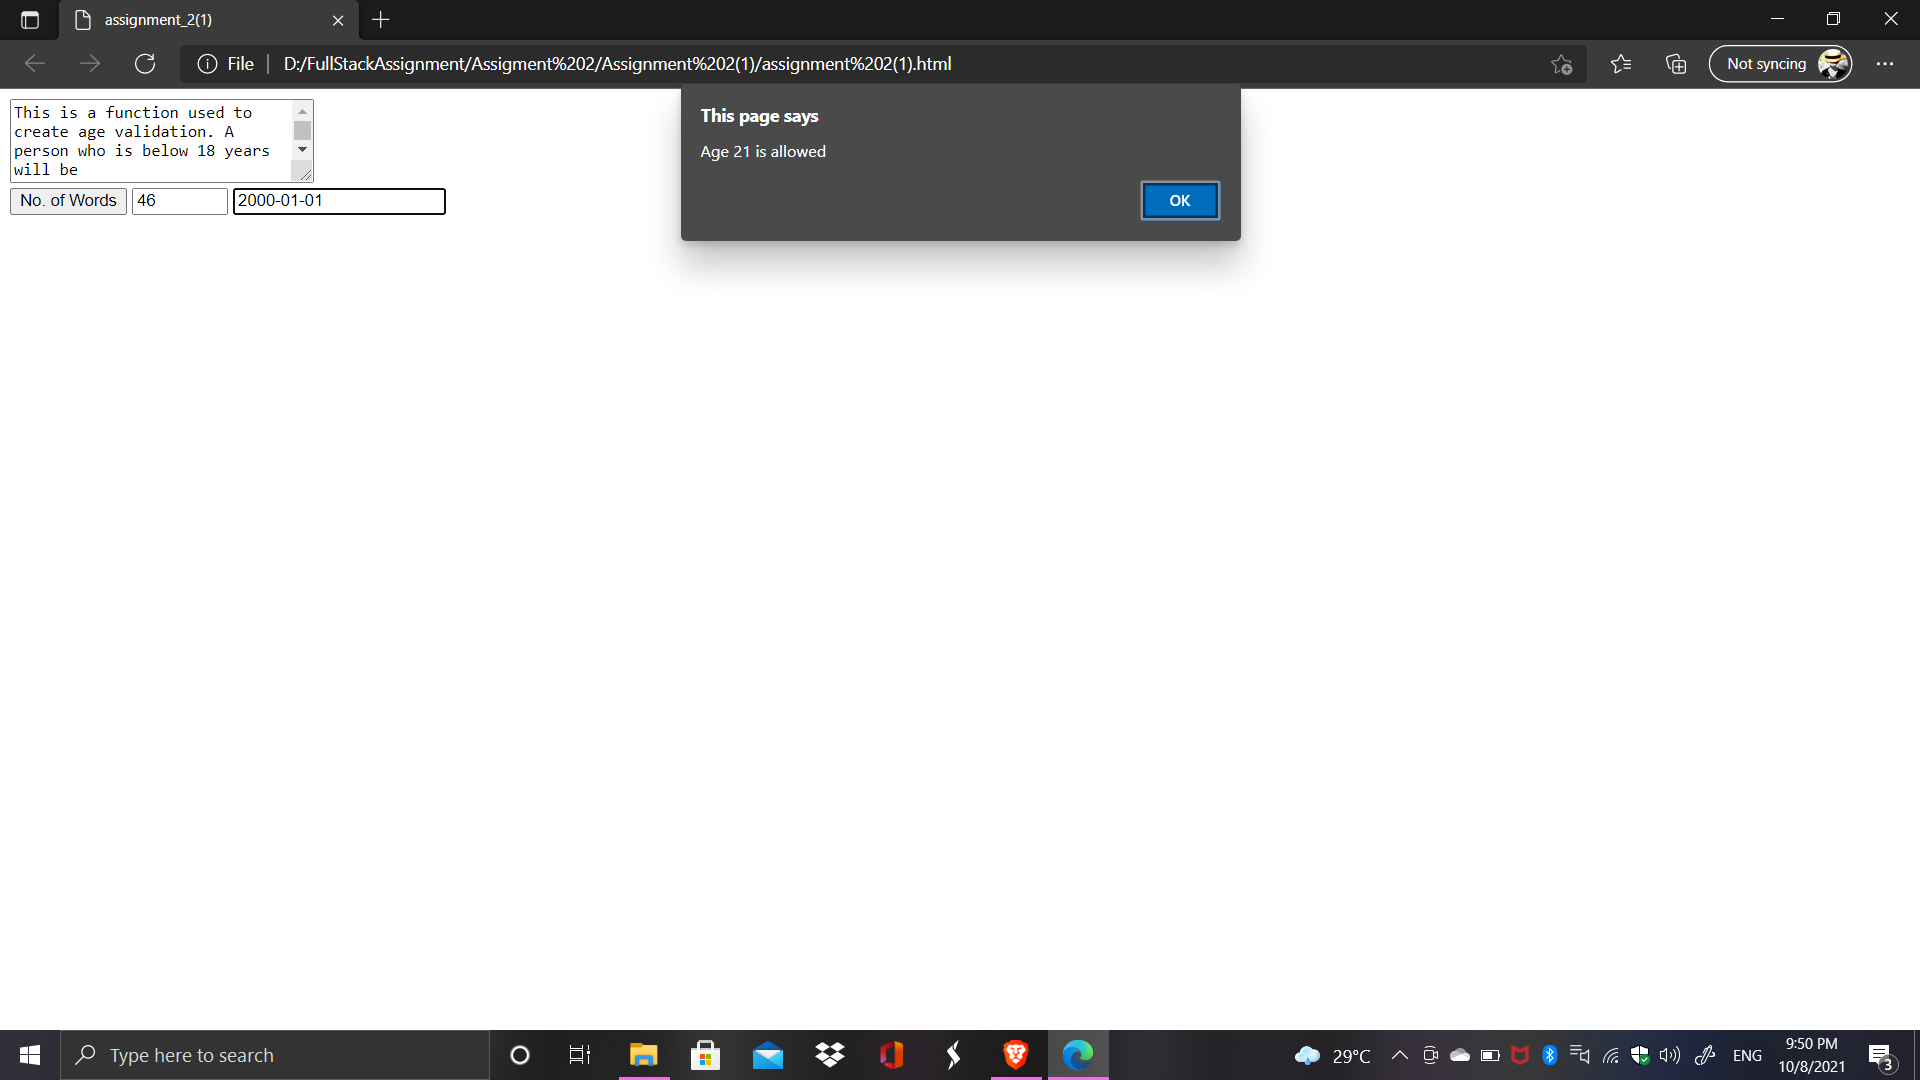 assignment_2(1)
File
D:/FullStackAssignment/Assigment%202/Assignment%202(1)/assignment%202(1).html
Not syncing
This is a function used to
create age validation. A
person who is below 18 years
will be
No. of Words
46
2000-01-01
This page says
Age 21 is allowed
OK
Type here to search
29°C
ENG
9:50 PM
10/8/2021
3